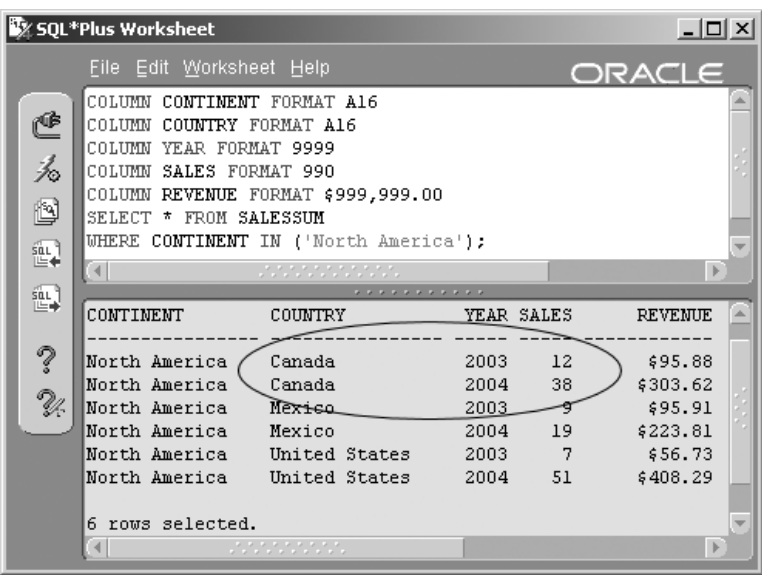 SQL*Plus Worksheet
File Edit Worksheet Help
ORACLE
COLUMN CONTINENT FORMAT A16
COLUMN COUNTRY FORMAT A16
COLUMN YEAR FORMAT 9999
COLUMN SALES FORMAT 990
COLUMN REVENUE FORMAT $999,999.00
SELECT * FROM SALESSUM
WHERE CONTINENT IN ('North America');
CONTINENT COUNTRY YEAR SALES REVENUE
---------------- ---------------- ----- ----- ------------
North America Canada 2003 12 $95.88
North America Canada 2004 38 $303.62
North America Mexico 2003 9 $95.91
North America Mexico 2004 19 $223.81
North America United States 2003 7 $56.73
North America United States 2004 51 $408.29
6 rows selected.